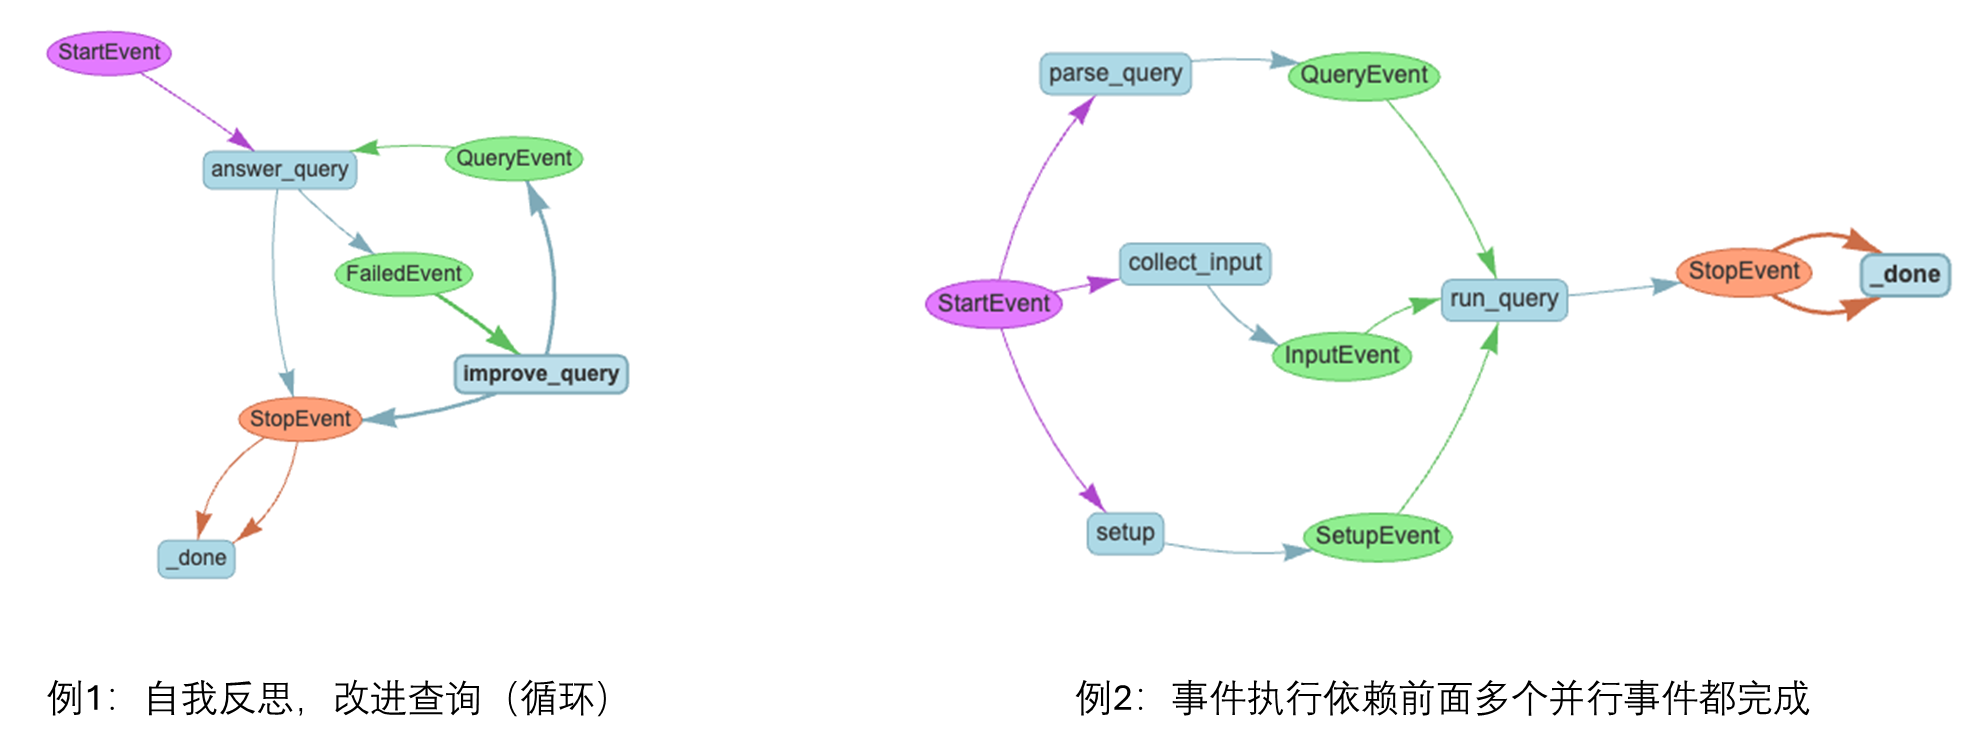 StartEvent
answer_query
QueryEvent
FailedEvent
improve_query
StopEvent
_done
例1：自我反思，改进查询（循环）
parse_query
QueryEvent
collect_input
StartEvent
InputEvent
run_query
StopEvent
_done
setup
SetupEvent
例2：事件执行依赖前面多个并行事件都完成